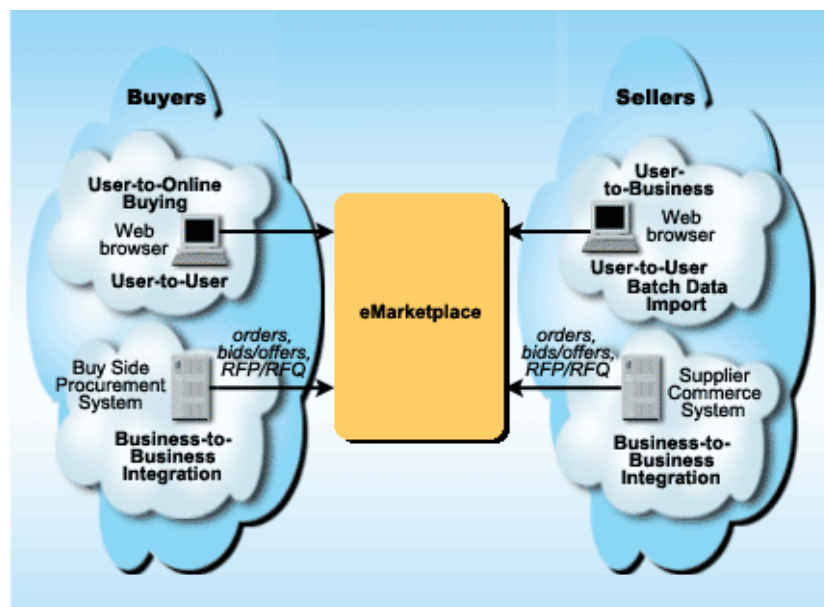 Buyers
User-to-Online
Buying
Web
browser
User-to-User
orders,
bids/offers,
RFP/RFQ
Buy Side
Procurement
System
Business-to-
Business
Integration
eMarketplace
Sellers
User-
to-Business
Web
browser
User-to-User
Batch Data
Import
orders,
bids/offers,
RFP/RFQ
Supplier
Commerce
System
Business-to-
Business
Integration